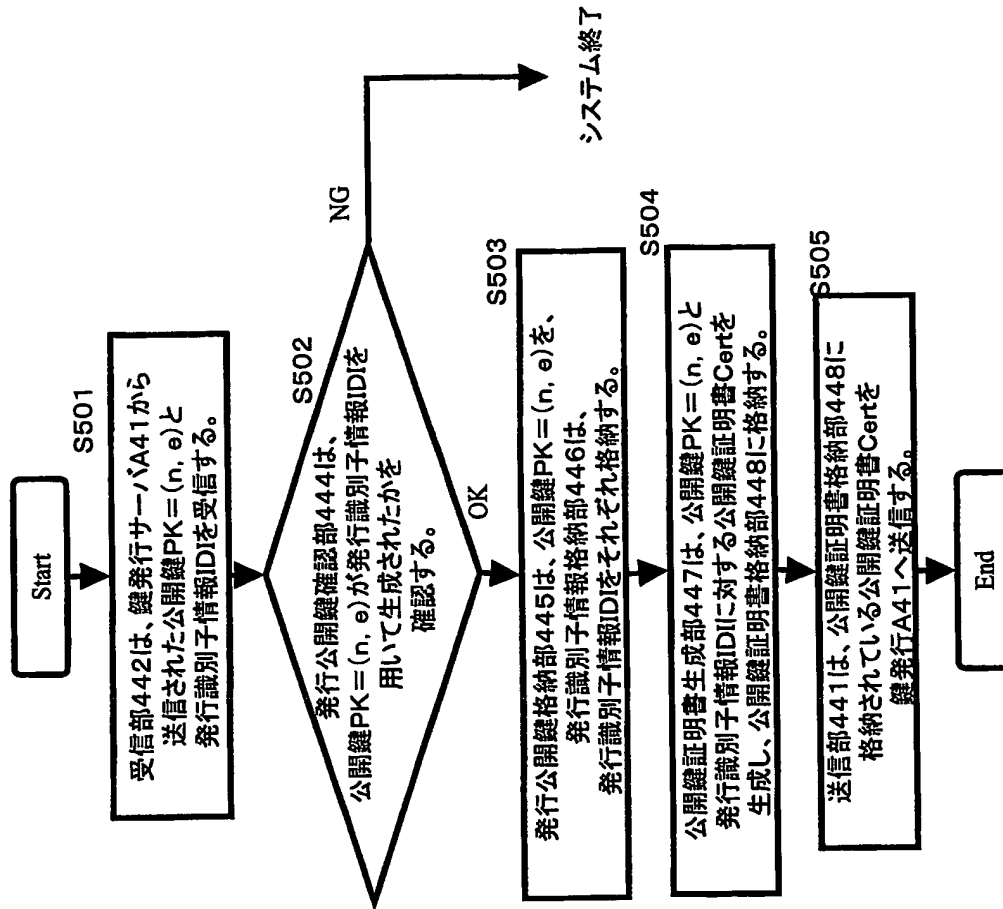 Start
S501
受信部442は、鍵発行サーバA41から
送信された公開鍵PK=(n, e)と
発行識別子情報IDIを受信する。
S502
発行公開鍵確認部444は、
公開鍵PK=(n, e)が発行識別子情報IDIを
用いて生成されたかを
確認する。
NG
システム終了
OK
S503
発行公開鍵格納部445は、公開鍵PK=(n, e)を、
発行識別子情報格納部446は、
発行識別子情報IDIをそれぞれ格納する。
S504
公開鍵証明書生成部447は、公開鍵PK=(n, e)と
発行識別子情報IDIに対する公開鍵証明書Certを
生成し、公開鍵証明書格納部448に格納する。
S505
送信部441は、公開鍵証明書格納部448に
格納されている公開鍵証明書Certを
鍵発行A41へ送信する。
End